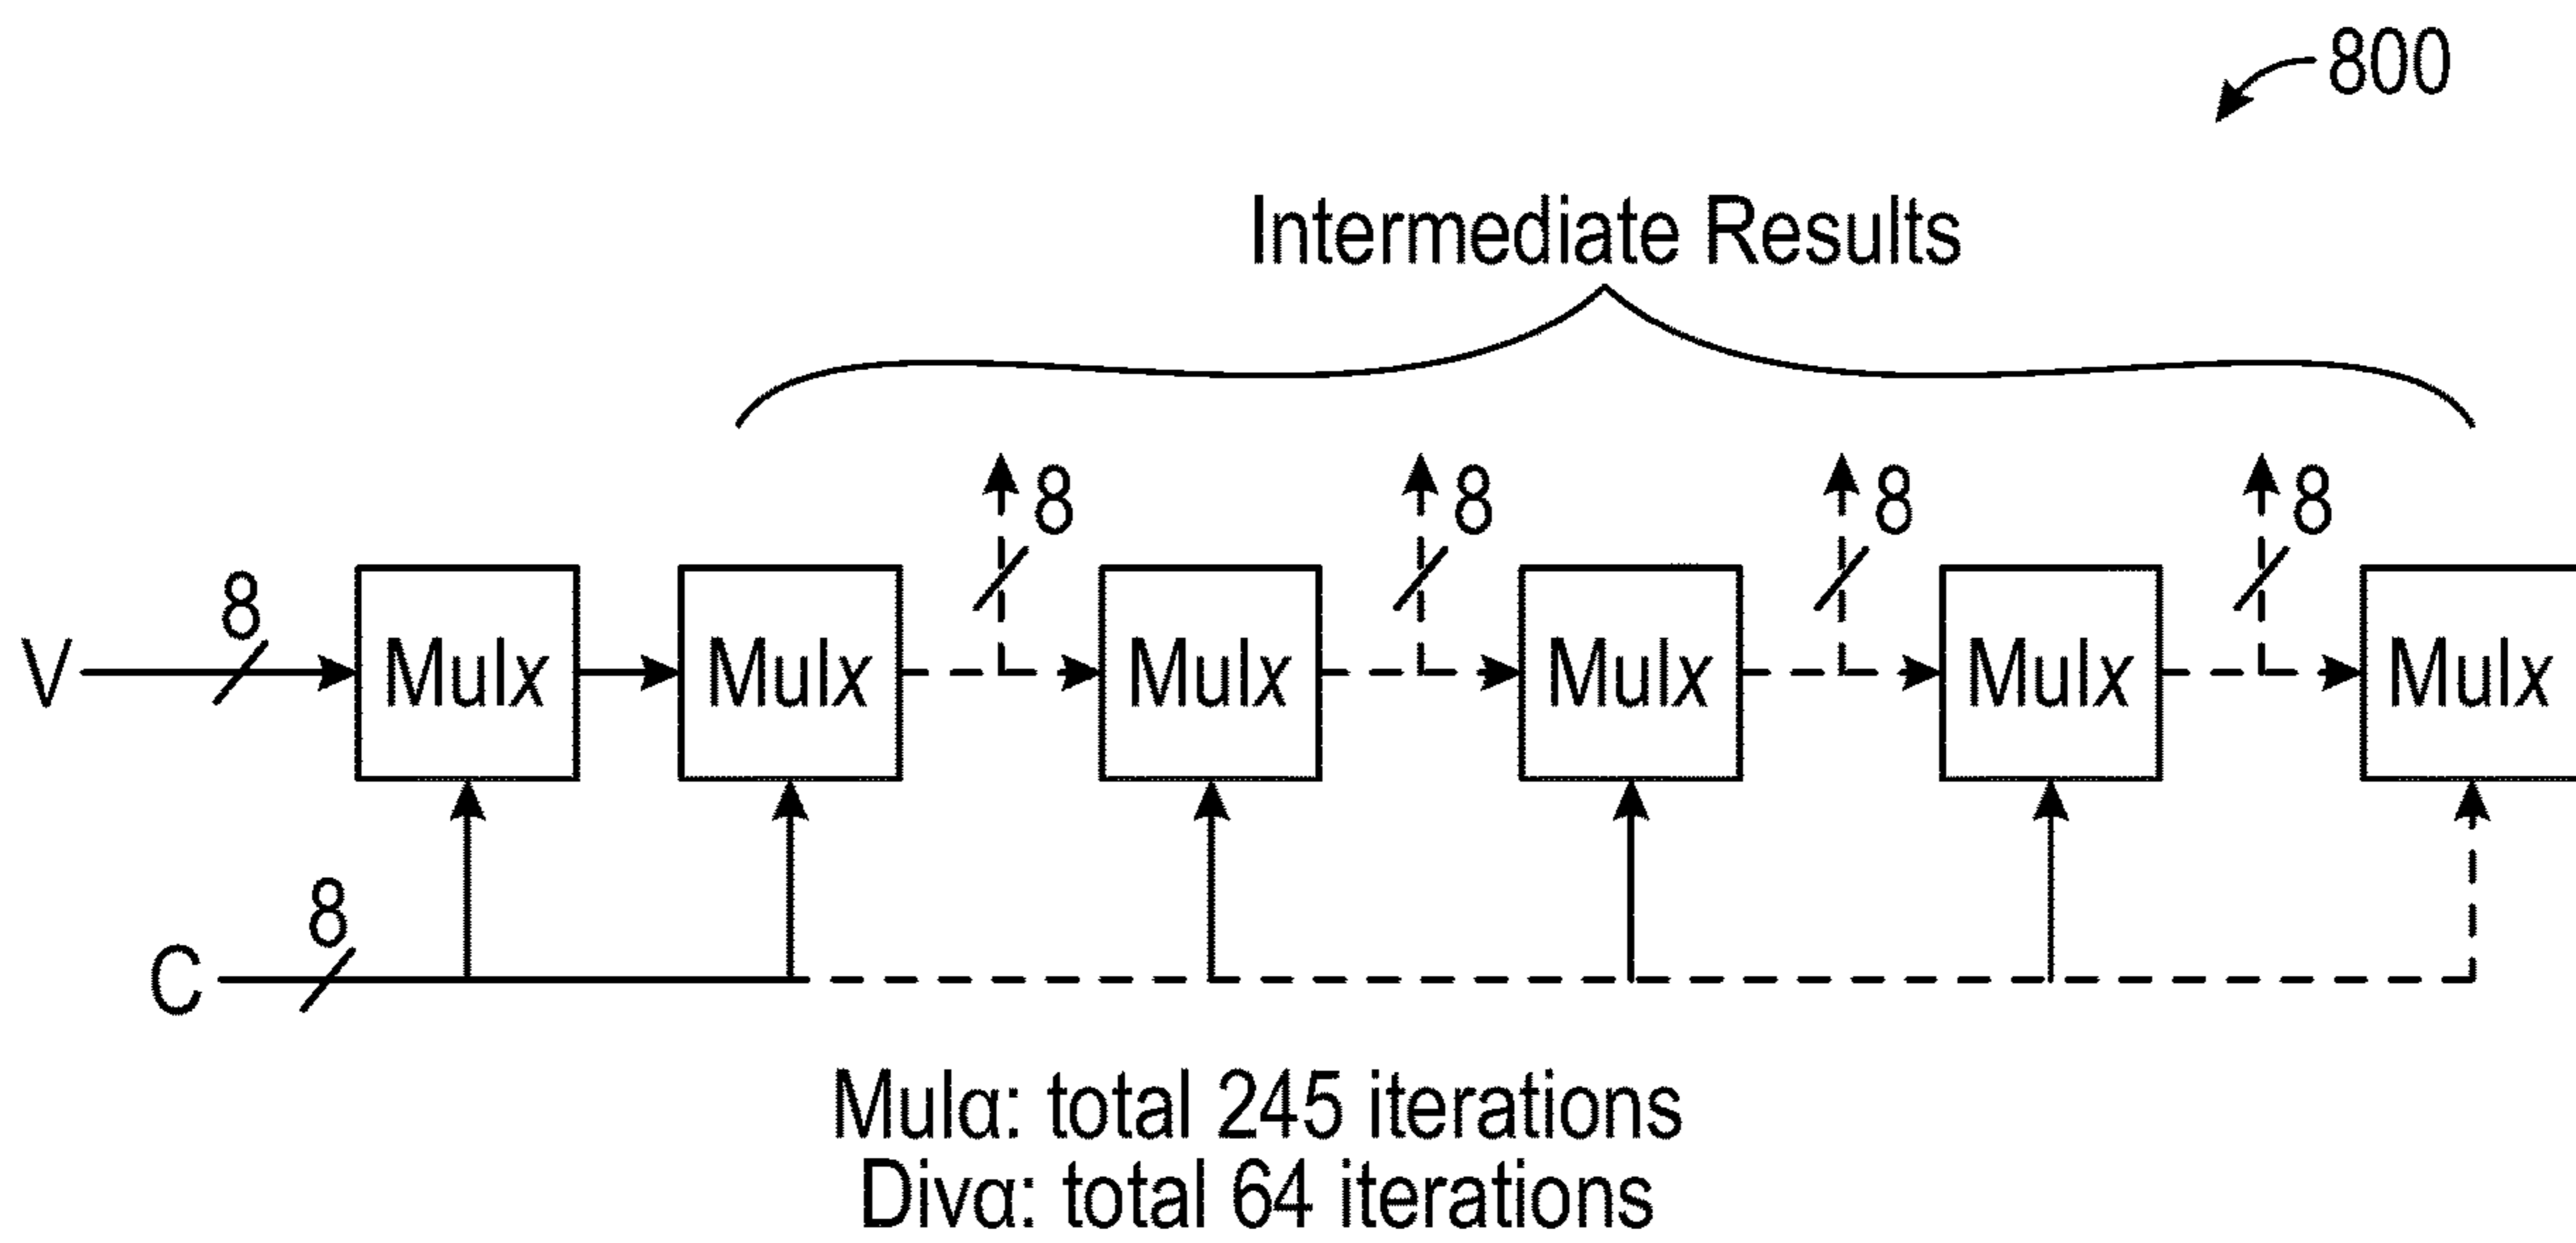 800
Intermediate Results
8 8 8 8
V 8 Mulx Mulx Mulx Mulx Mulx Mulx
C 8
Mulα: total 245 iterations
Divα: total 64 iterations